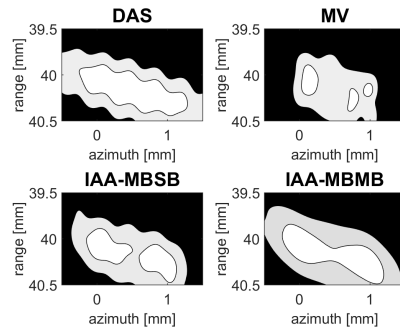 DAS
MV
39.5
40
40.5
range [mm]
0
1
azimuth [mm]
39.5
40
40.5
range [mm]
0
1
azimuth [mm]
IAA-MBSB
IAA-MBMB
39.5
40
40.5
range [mm]
0
1
azimuth [mm]
39.5
40
40.5
range [mm]
0
1
azimuth [mm]